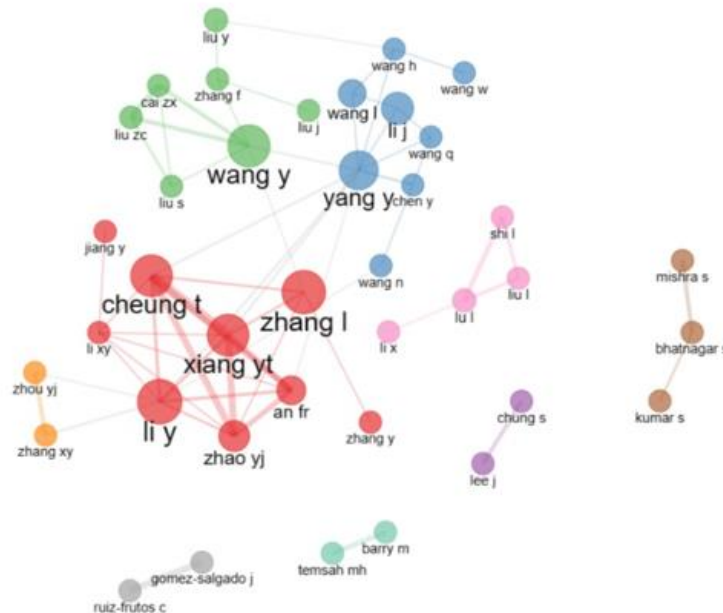 liu y
wang h
wang w
cai zx
zhang f
liu zc
liu j
wang l
li j
wang q
wang y
yang y
liu s
chen y
jiang y
shi l
wang n
mishra s
cheung t
zhang l
liu l
lu l
li xy
xiang yt
li x
bhatnagar s
zhou yj
an fr
chung s
kumar s
li y
zhang y
zhang xy
zhao yj
lee j
barry m
temsah mh
gomez-salgado j
ruiz-frutos c